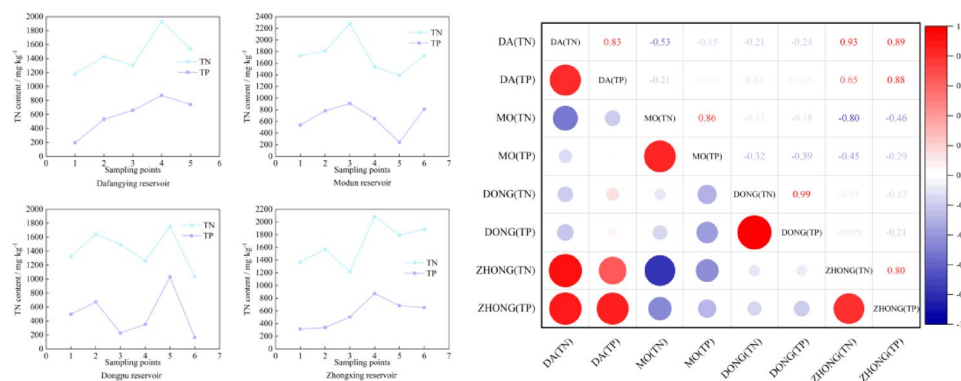 2000
1800
1600
1400
1200
1000
800
600
400
200
0
TN content / mg·kg⁻¹
TN
TP
0 1 2 3 4 5 6
Sampling points
Dafangying reservoir
2400
2200
2000
1800
1600
1400
1200
1000
800
600
400
200
0
TN content / mg·kg⁻¹
TN
TP
0 1 2 3 4 5 6 7
Sampling points
Modun reservoir
2000
1800
1600
1400
1200
1000
800
600
400
200
0
TN content / mg·kg⁻¹
TN
TP
0 1 2 3 4 5 6 7
Sampling points
Dongpu reservoir
2200
2000
1800
1600
1400
1200
1000
800
600
400
200
0
TN content / mg·kg⁻¹
TN
TP
0 1 2 3 4 5 6 7
Sampling points
Zhongxing reservoir
DA(TN) DA(TN) 0.83 -0.53 -0.15 -0.21 -0.24 0.93 0.89
DA(TP) DA(TP) -0.21 0.14 0.65 0.88
MO(TN) MO(TN) 0.86 -0.11 -0.18 -0.80 -0.46
MO(TP) MO(TP) -0.32 -0.39 -0.45 -0.29
DONG(TN) DONG(TN) 0.99 -0.11 -0.17
DONG(TP) DONG(TP) -0.099 -0.21
ZHONG(TN) ZHONG(TN) 0.80
ZHONG(TP) ZHONG(TP)
DA(TN) DA(TP) MO(TN) MO(TP) DONG(TN) DONG(TP) ZHONG(TN) ZHONG(TP)